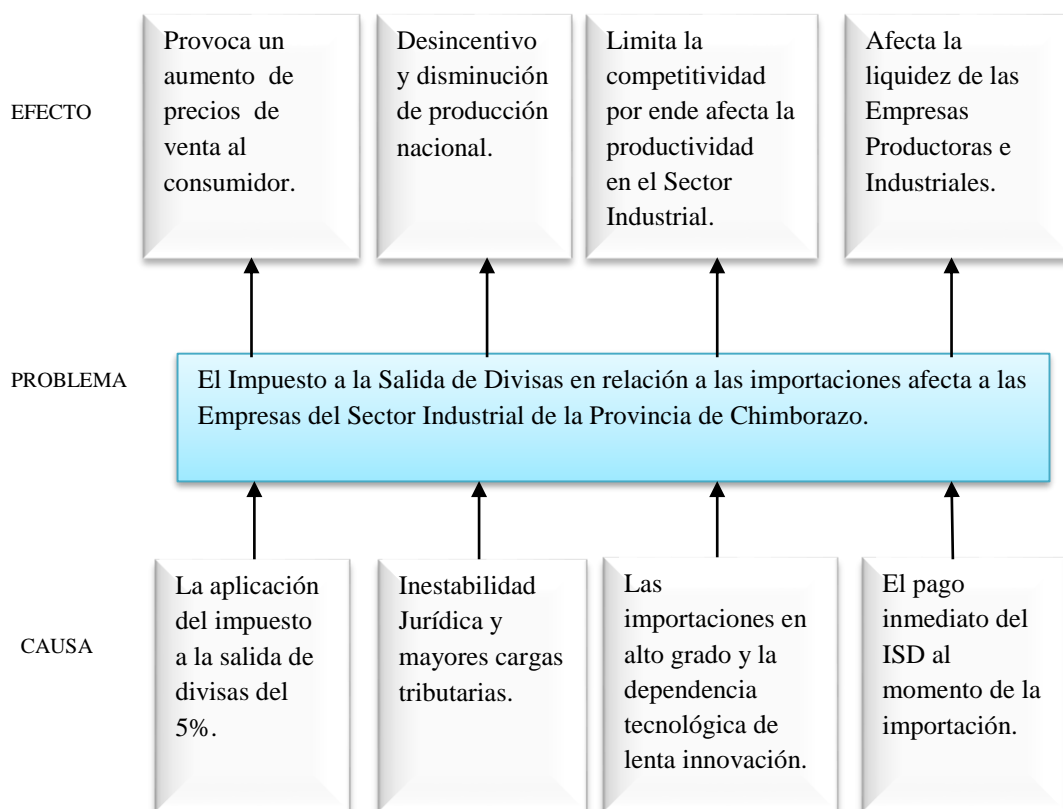 EFECTO
Provoca un
aumento de
precios de
venta al
consumidor.
Desincentivo
y disminución
de producción
nacional.
Limita la
competitividad
por ende afecta la
productividad
en el Sector
Industrial.
Afecta la
liquidez de las
Empresas
Productoras e
Industriales.
PROBLEMA
El Impuesto a la Salida de Divisas en relación a las importaciones afecta a las
Empresas del Sector Industrial de la Provincia de Chimborazo.
CAUSA
La aplicación
del impuesto
a la salida de
divisas del
5%.
Inestabilidad
Jurídica y
mayores cargas
tributarias.
Las
importaciones en
alto grado y la
dependencia
tecnológica de
lenta innovación.
El pago
inmediato del
ISD al
momento de la
importación.